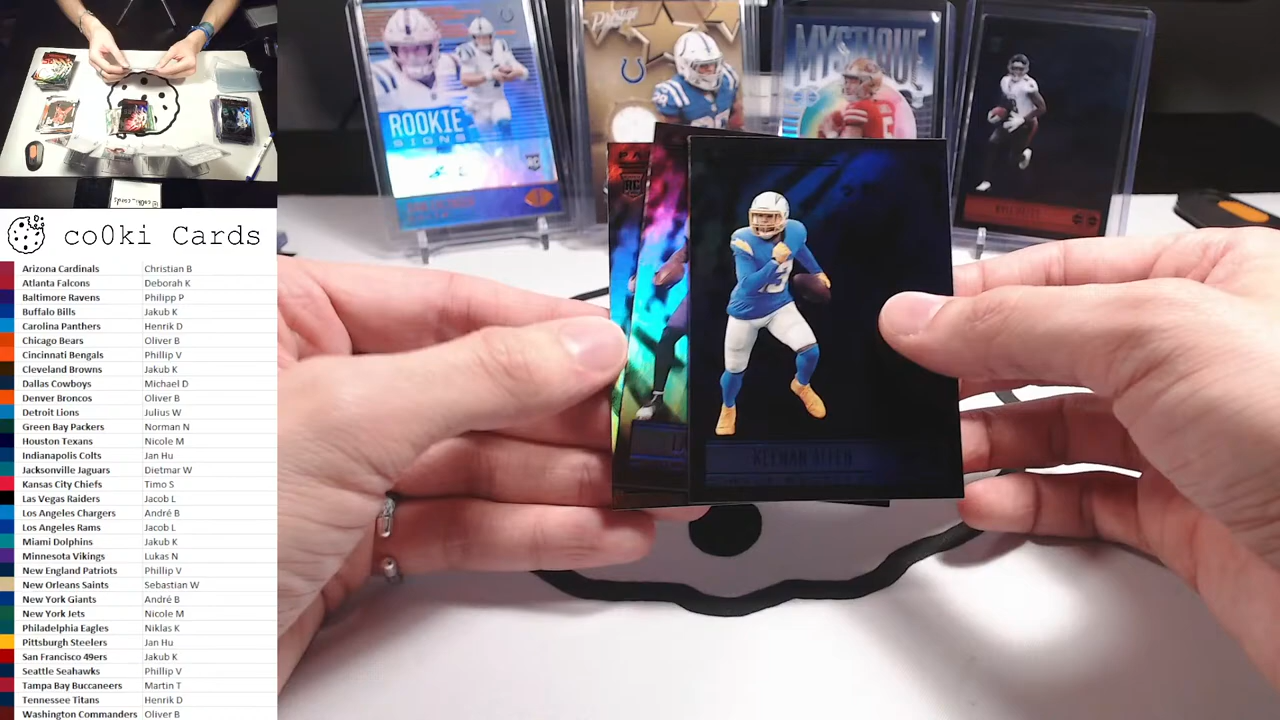 Prestige
MYSTIQUE
ROOKIE
SIGNS
RC
RC
13
KEENAN ALLEN
co0ki Cards
Arizona Cardinals Christian B
Atlanta Falcons Deborah K
Baltimore Ravens Philipp P
Buffalo Bills Jakub K
Carolina Panthers Henrik D
Chicago Bears Oliver B
Cincinnati Bengals Phillip V
Cleveland Browns Jakub K
Dallas Cowboys Michael D
Denver Broncos Oliver B
Detroit Lions Julius W
Green Bay Packers Norman N
Houston Texans Nicole M
Indianapolis Colts Jan Hu
Jacksonville Jaguars Dietmar W
Kansas City Chiefs Timo S
Las Vegas Raiders Jacob L
Los Angeles Chargers André B
Los Angeles Rams Jacob L
Miami Dolphins Jakub K
Minnesota Vikings Lukas N
New England Patriots Phillip V
New Orleans Saints Sebastian W
New York Giants André B
New York Jets Nicole M
Philadelphia Eagles Niklas K
Pittsburgh Steelers Jan Hu
San Francisco 49ers Jakub K
Seattle Seahawks Phillip V
Tampa Bay Buccaneers Martin T
Tennessee Titans Henrik D
Washington Commanders Oliver B